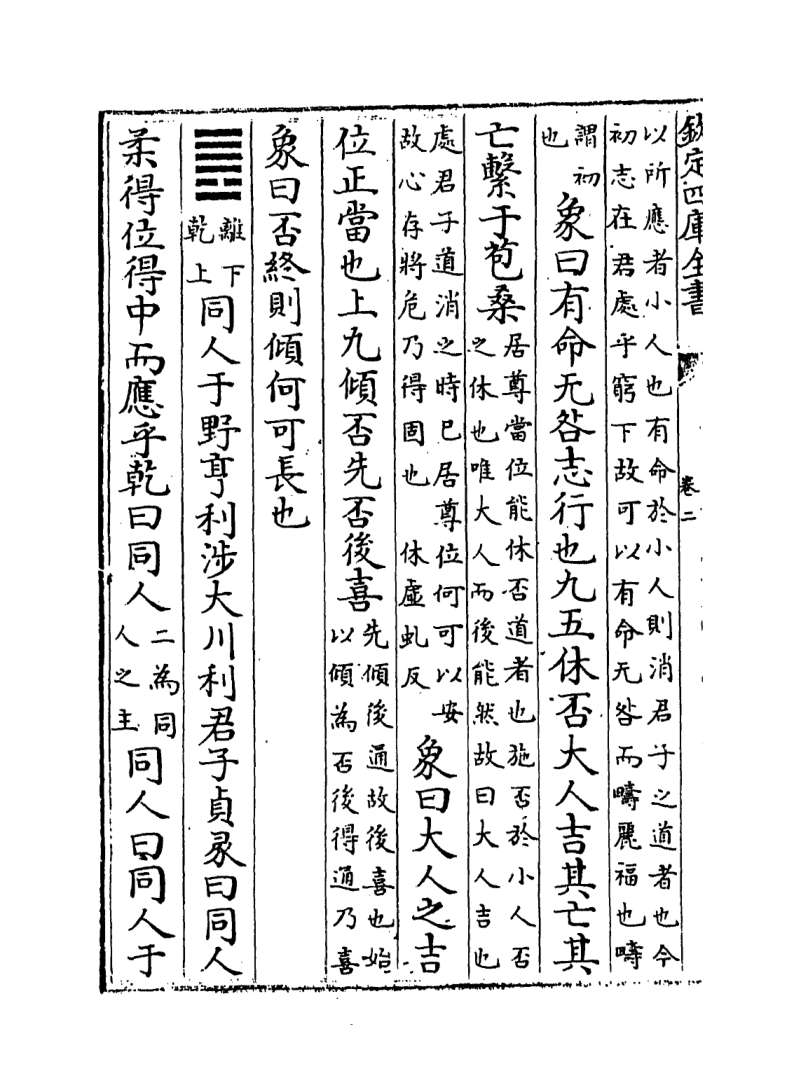 欽定四庫全書
卷二
以所應者小人也有命於小人則消君子之道者也今
初志在君處乎窮下故可以有命无咎而疇麗福也疇
謂初
也
象曰有命无咎志行也九五休否大人吉其亡其
亡繫于苞桑
居尊當位能休否道者也施否於小人否
之休也唯大人而後能然故曰大人吉也
處君子道消之時已居尊位何可以安
故心存將危乃得固也 休虛虬反
象曰大人之吉
位正當也上九傾否先否後喜
先傾後通故後喜也始
以傾為否後得通乃喜
象曰否終則傾何可長也
離下
乾上
同人于野亨利涉大川利君子貞彖曰同人
柔得位得中而應乎乾曰同人
二為同
人之主
同人曰同人于